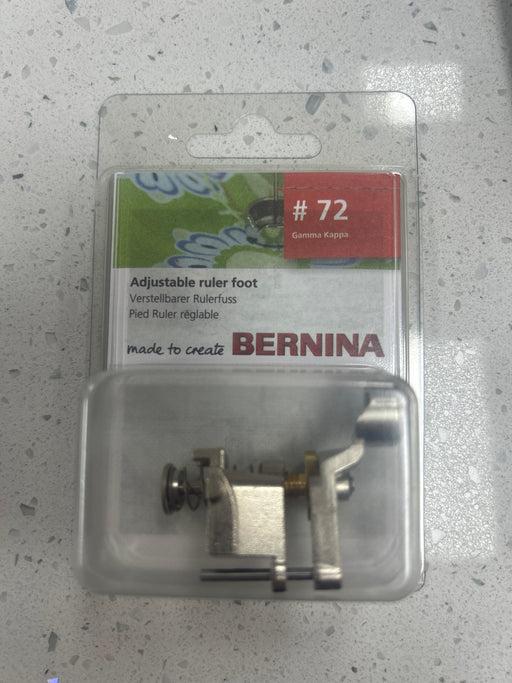 # 72
Gamma Kappa
Adjustable ruler foot
Verstellbarer Rulerfuss
Pied Ruler réglable
made to create BERNINA